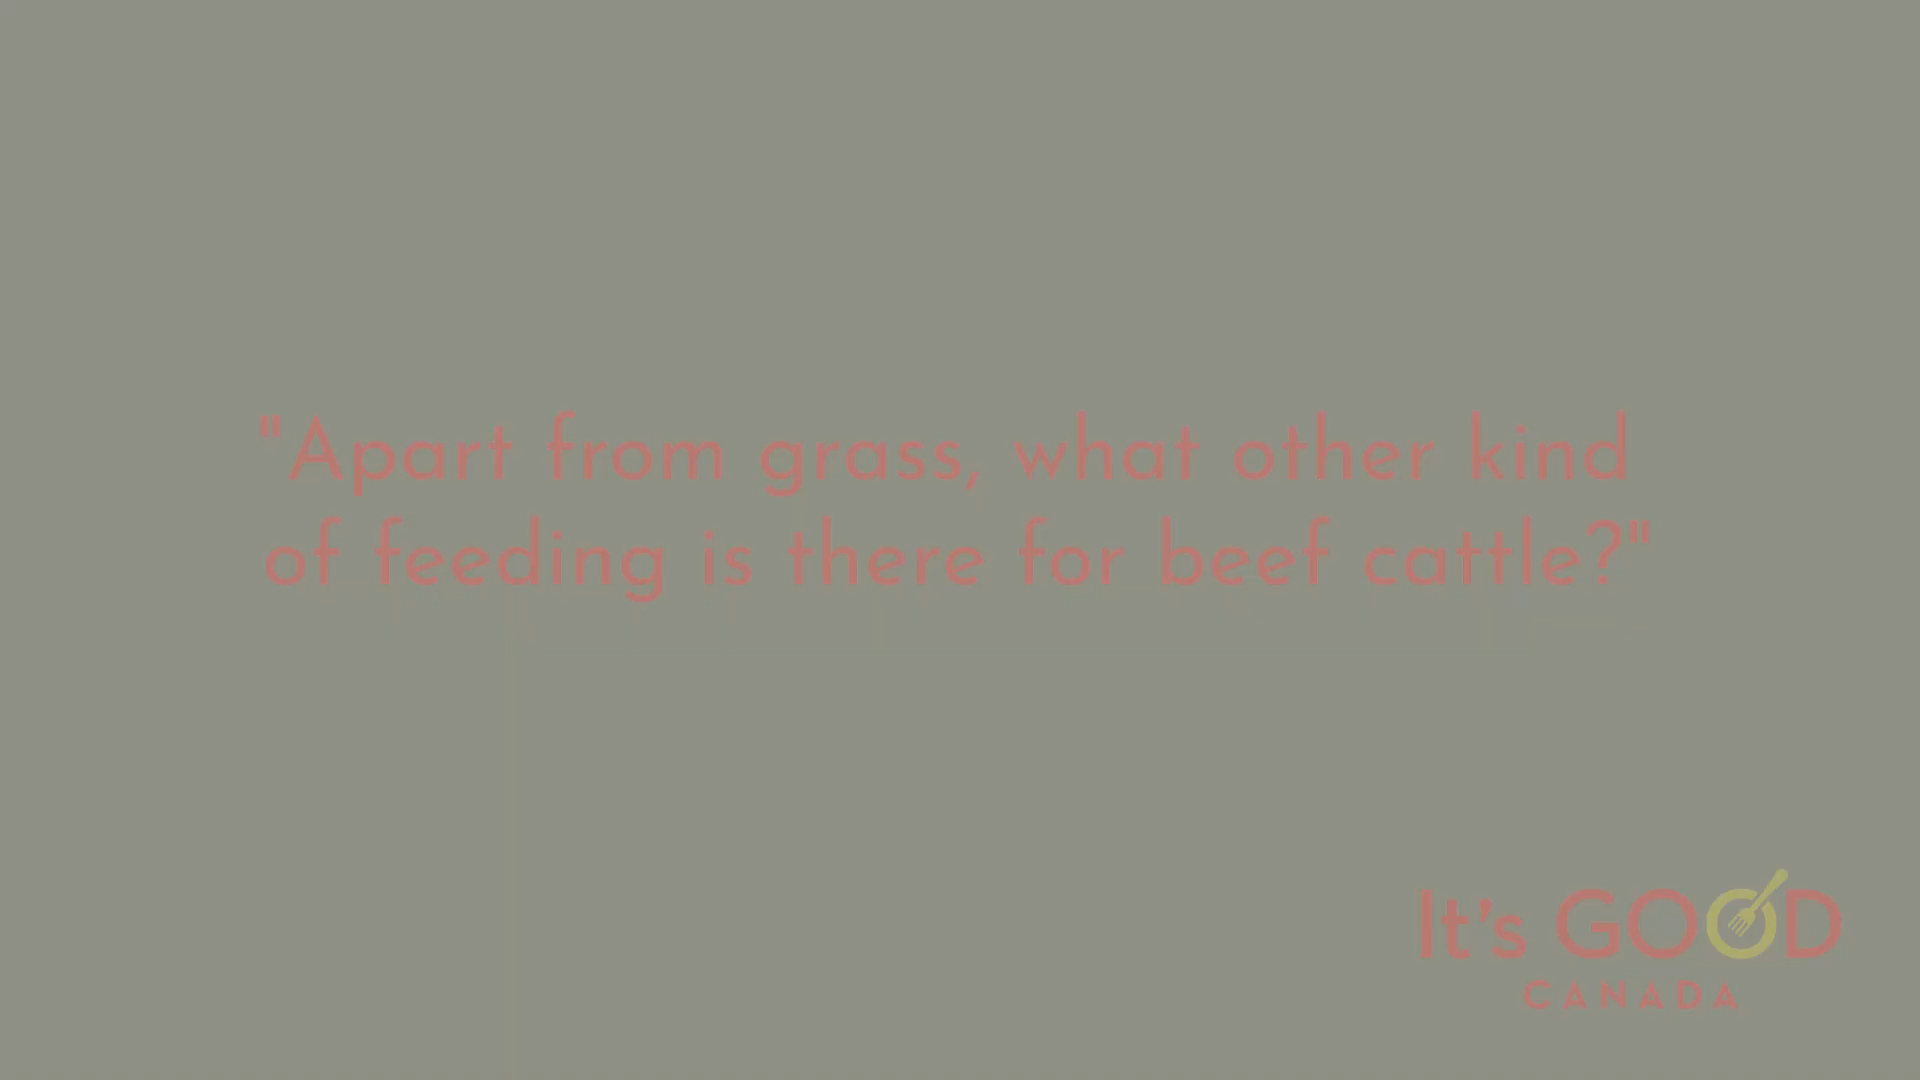 "Apart from grass, what other kind
of feeding is there for beef cattle?"
It's GOOD
CANADA